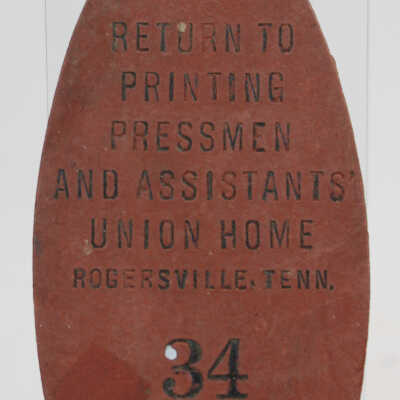 RETURN TO
PRINTING
PRESSMEN
AND ASSISTANTS'
UNION HOME
ROGERSVILLE, TENN.
34